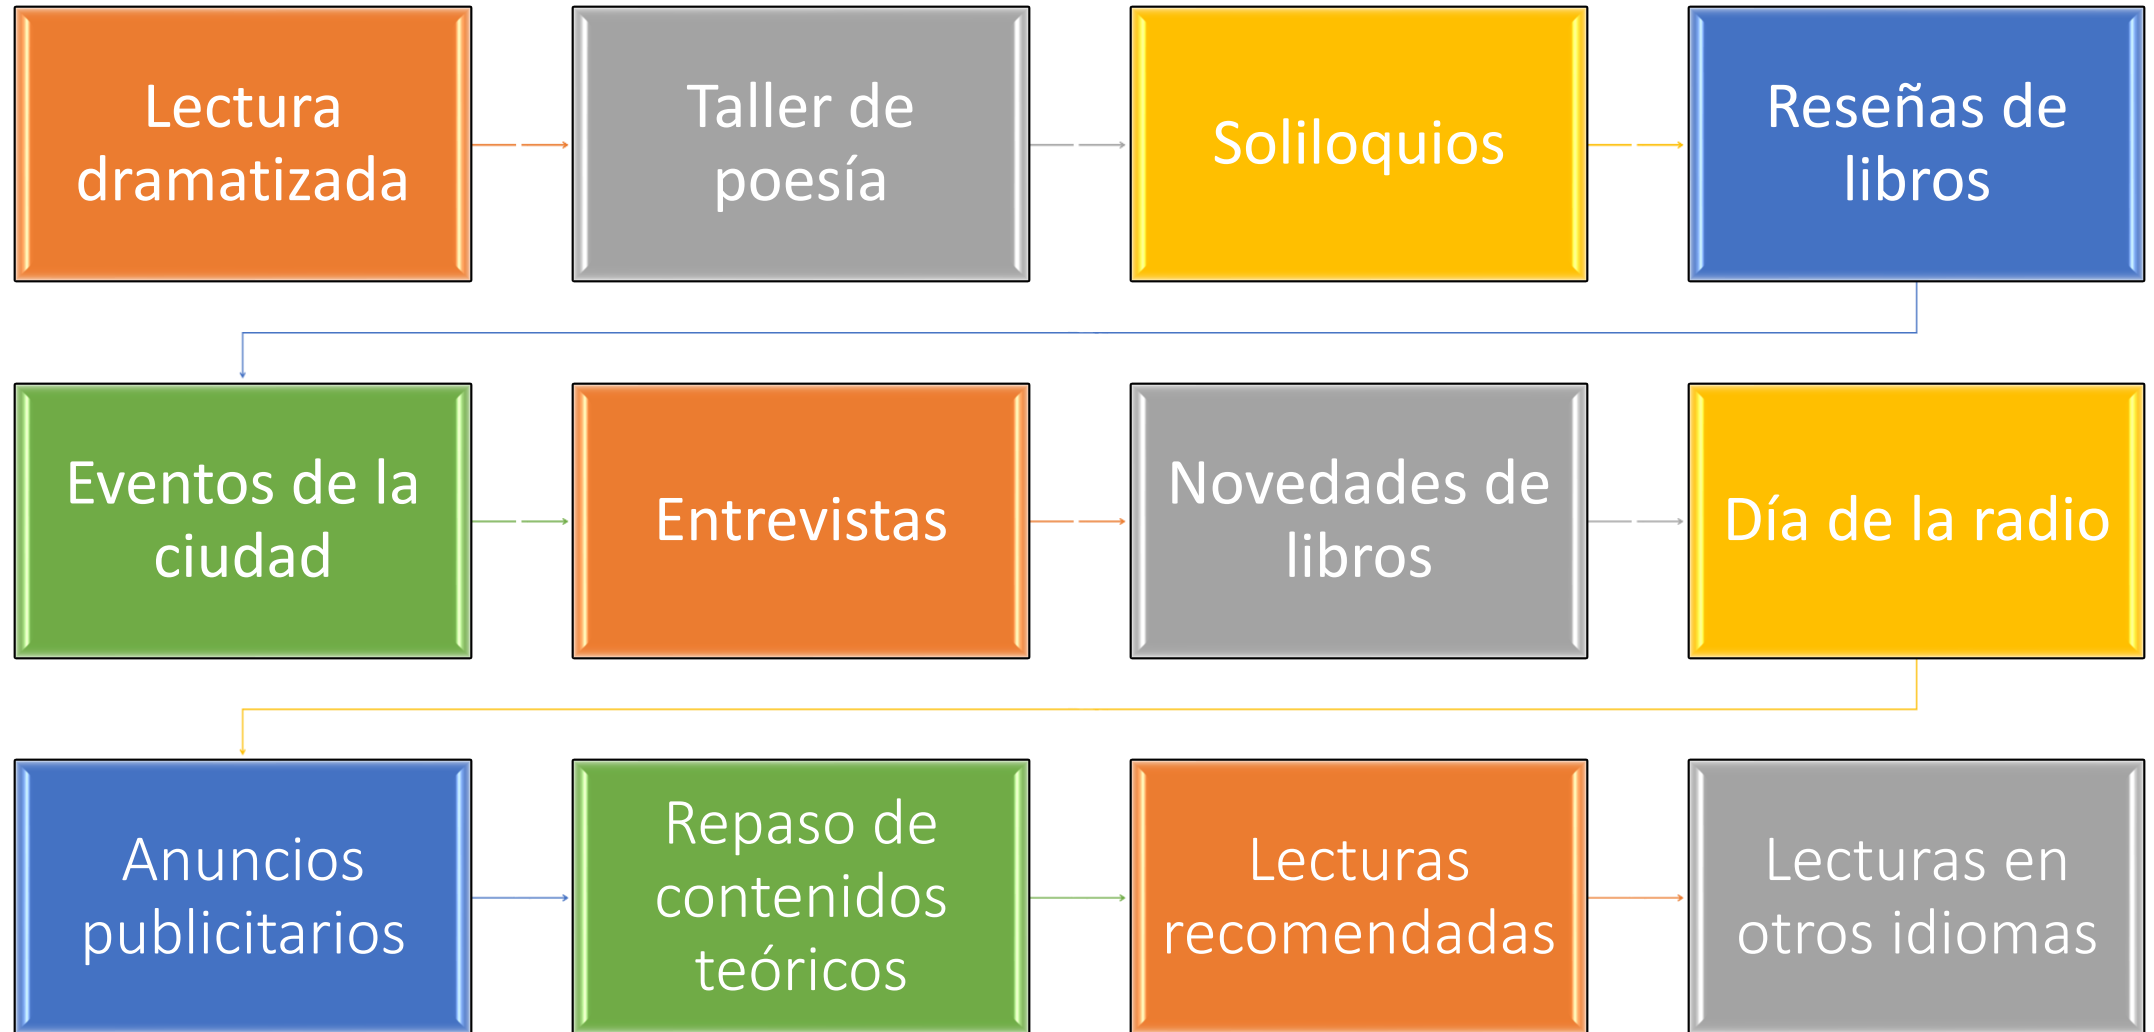 Lectura
dramatizada
Taller de
poesía
Soliloquios
Reseñas de
libros
Eventos de la
ciudad
Entrevistas
Novedades de
libros
Día de la radio
Anuncios
publicitarios
Repaso de
contenidos
teóricos
Lecturas
recomendadas
Lecturas en
otros idiomas